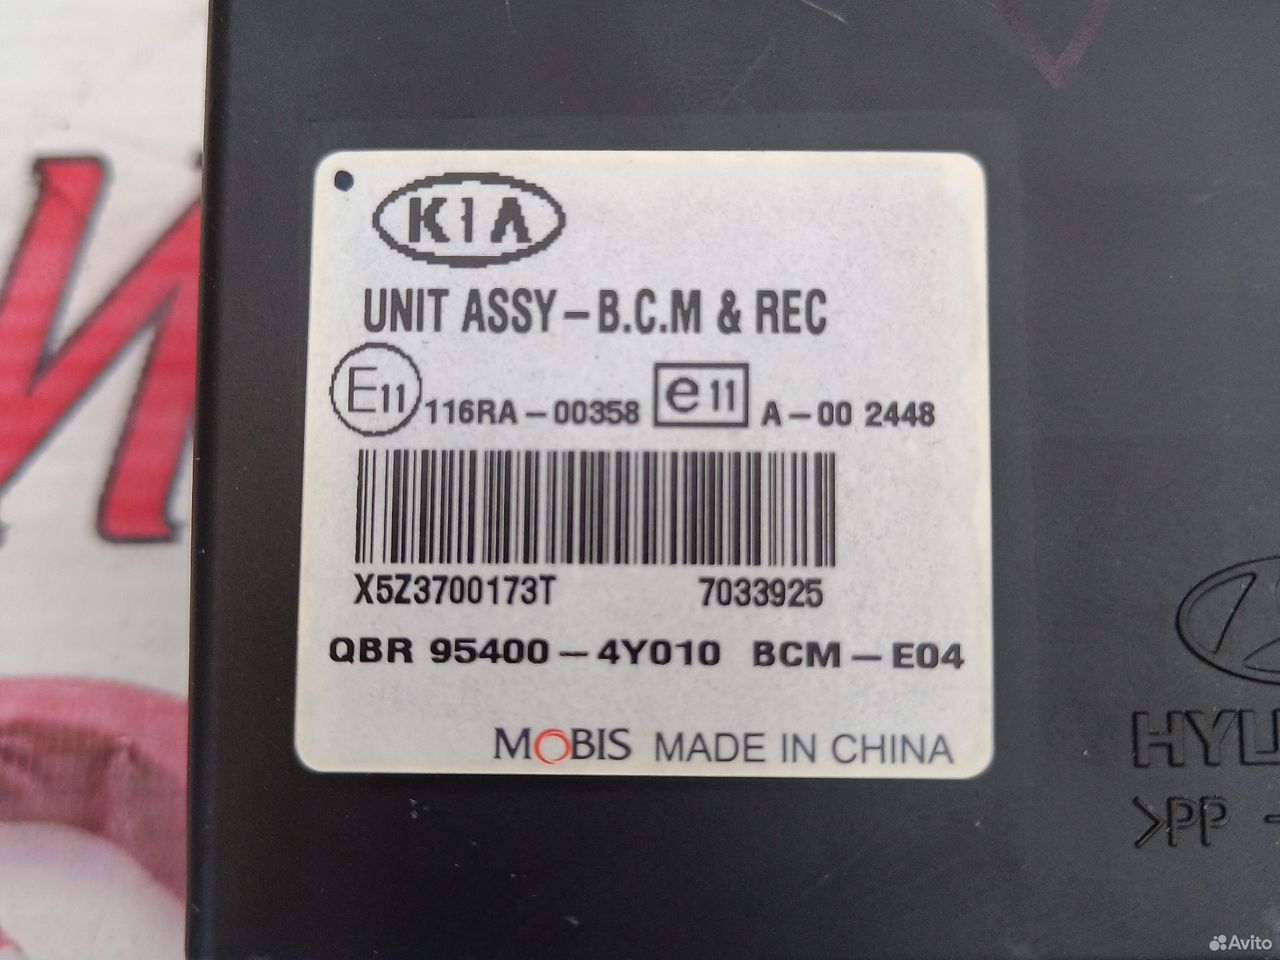 KIA
UNIT ASSY-B.C.M & REC
E11 116RA-00358 e11 A-00 2448
X5Z3700173T 7033925
QBR 95400-4Y010 BCM-E04
MOBIS MADE IN CHINA
>PP -
Avito